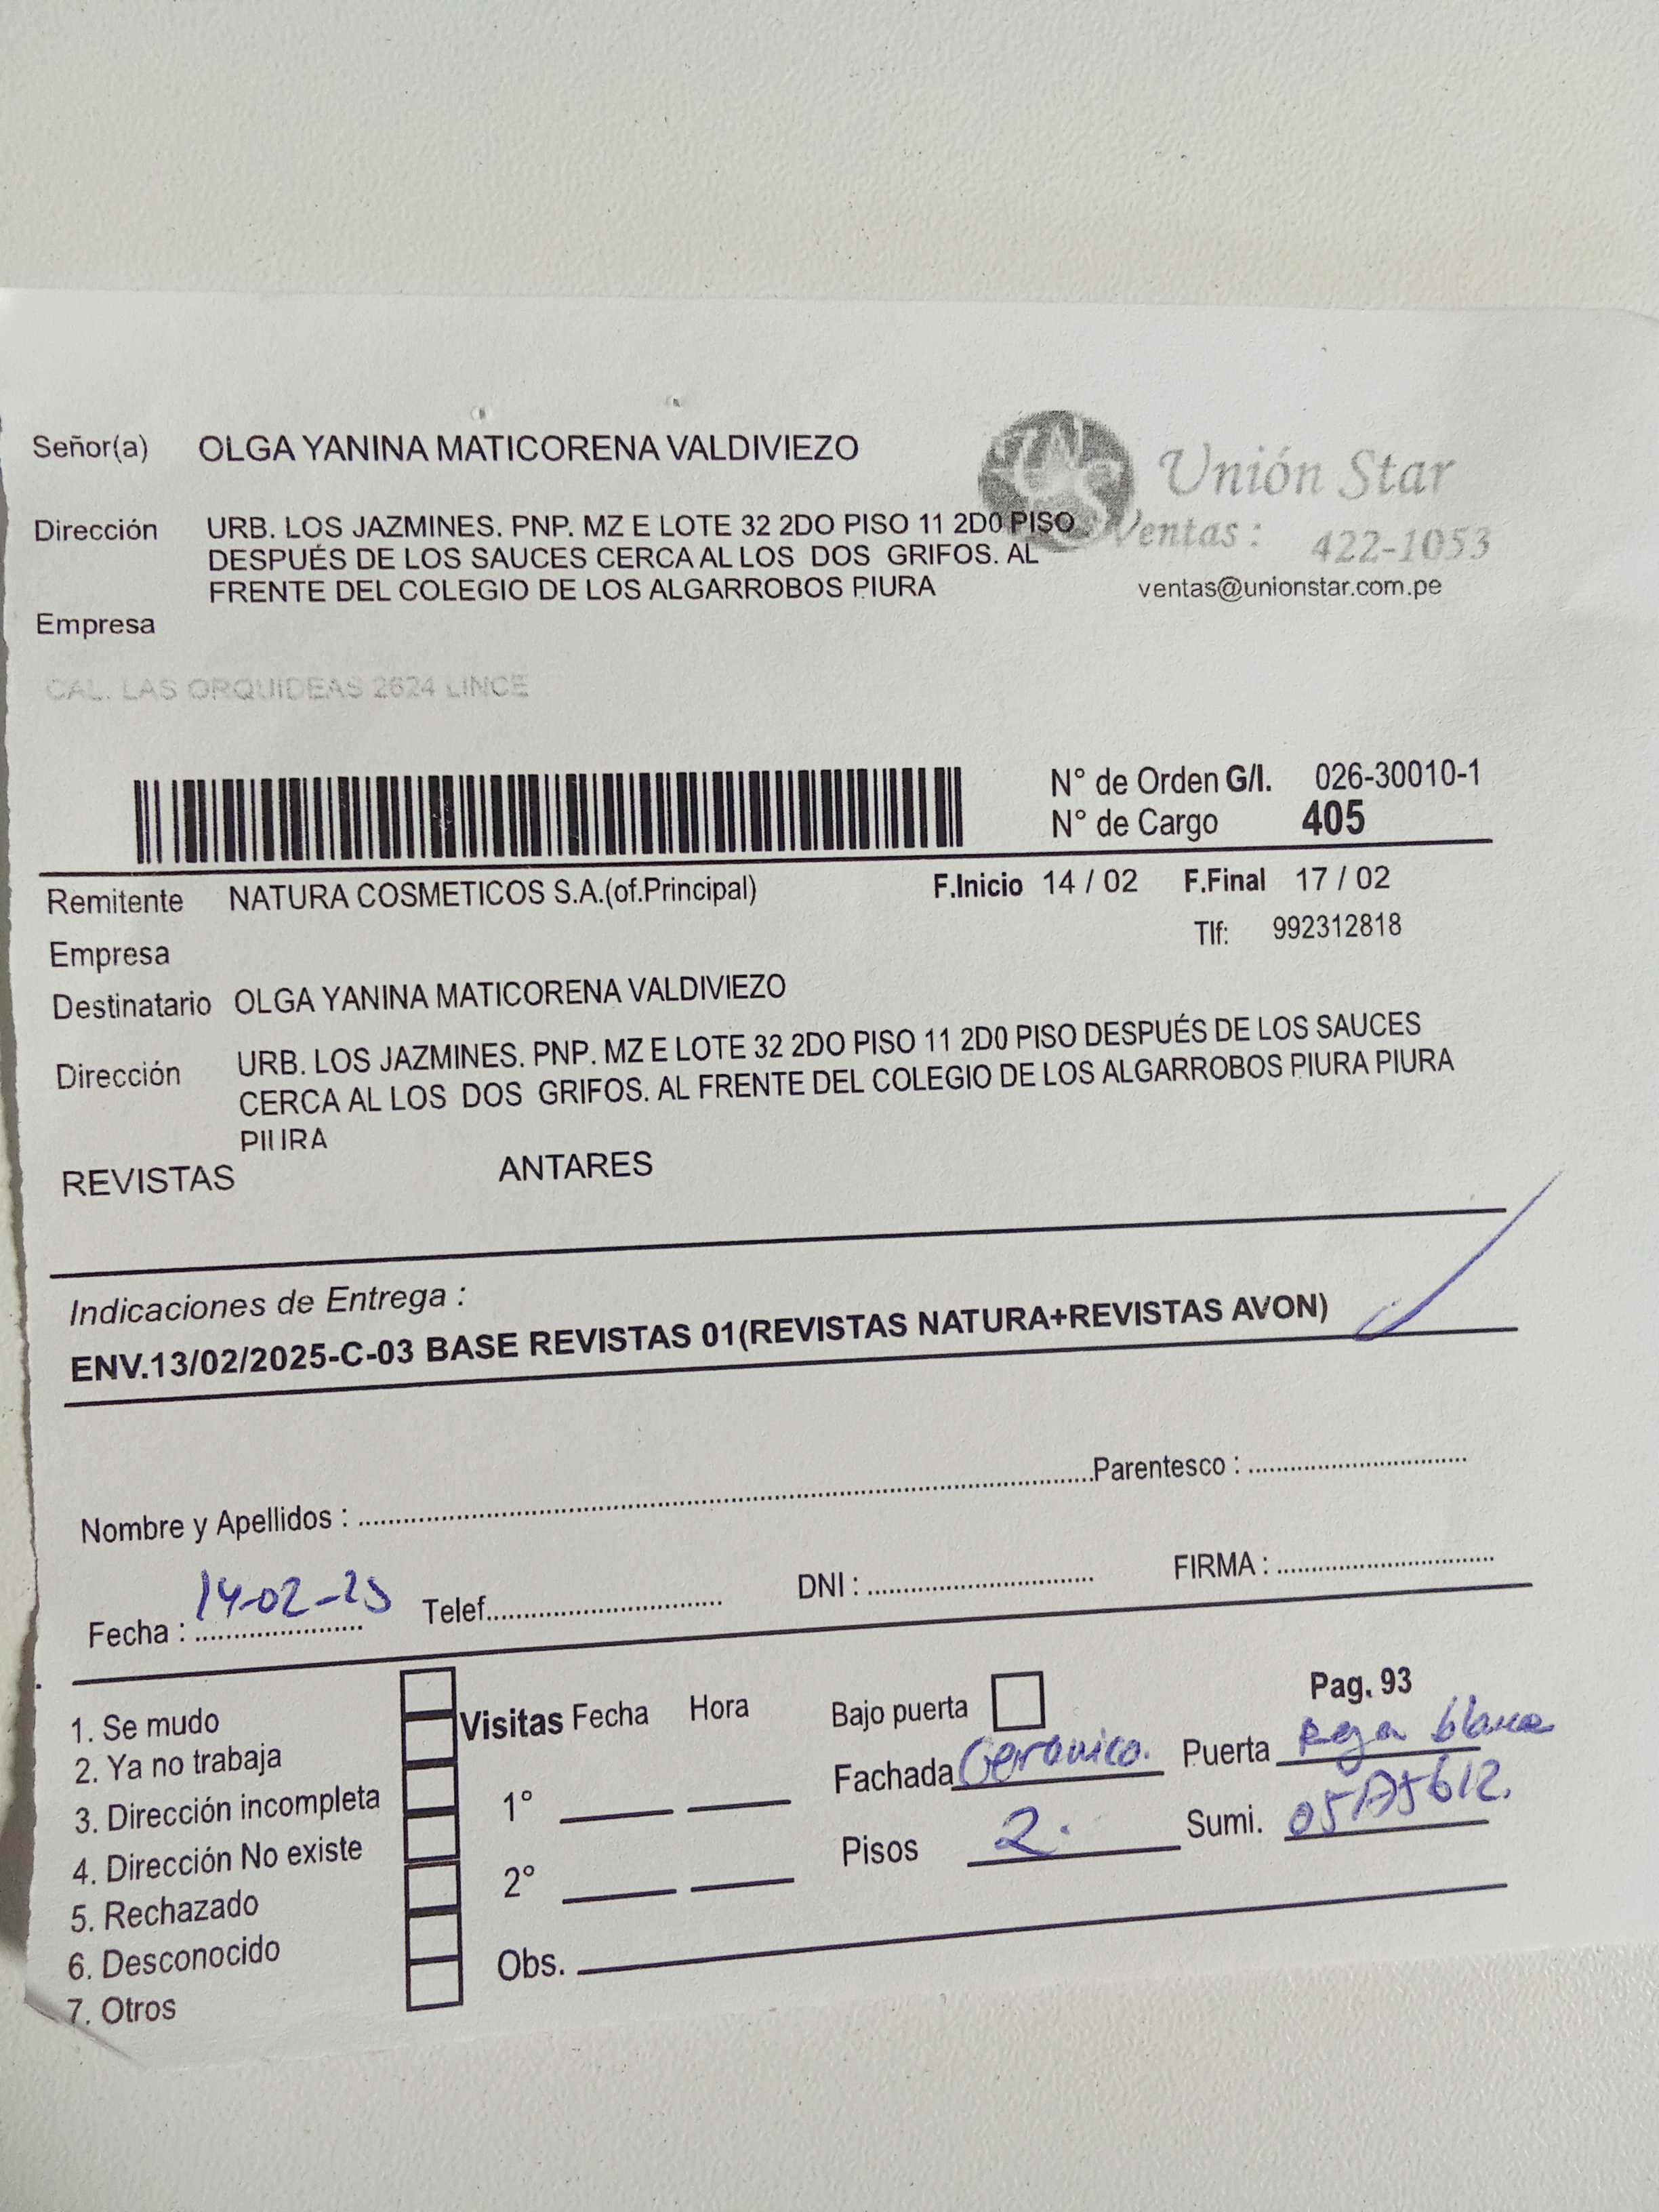 Señor(a) OLGA YANINA MATICORENA VALDIVIEZO
Unión Star
Dirección URB. LOS JAZMINES. PNP. MZ E LOTE 32 2DO PISO 11 2D0 PISO
Ventas : 422-1053
DESPUÉS DE LOS SAUCES CERCA AL LOS DOS GRIFOS. AL
FRENTE DEL COLEGIO DE LOS ALGARROBOS PIURA
ventas@unionstar.com.pe
Empresa
CAL. LAS ORQUIDEAS 2624 LINCE
N° de Orden G/I. 026-30010-1
N° de Cargo 405
Remitente NATURA COSMETICOS S.A.(of.Principal) F.Inicio 14 / 02 F.Final 17 / 02
Empresa Tlf: 992312818
Destinatario OLGA YANINA MATICORENA VALDIVIEZO
Dirección URB. LOS JAZMINES. PNP. MZ E LOTE 32 2DO PISO 11 2D0 PISO DESPUÉS DE LOS SAUCES
CERCA AL LOS DOS GRIFOS. AL FRENTE DEL COLEGIO DE LOS ALGARROBOS PIURA PIURA
PIURA
REVISTAS ANTARES
Indicaciones de Entrega :
ENV.13/02/2025-C-03 BASE REVISTAS 01(REVISTAS NATURA+REVISTAS AVON)
Nombre y Apellidos : Parentesco :
Fecha : 14-02-25 Telef. DNI : FIRMA :
Pag. 93
1. Se mudo
Visitas Fecha Hora Bajo puerta
2. Ya no trabaja
Fachada Ceramico. Puerta Reja blanca
3. Dirección incompleta
1°
4. Dirección No existe
Pisos 2. Sumi.
5. Rechazado
2°
6. Desconocido
Obs.
7. Otros